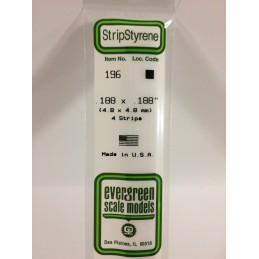 StripStyrene
Item No. Loc. Code
196
.188 x .188"
(4.8 x 4.8 mm)
4 Strips
Made in U.S.A.
evergreen
scale models
Des Plaines, IL 60018